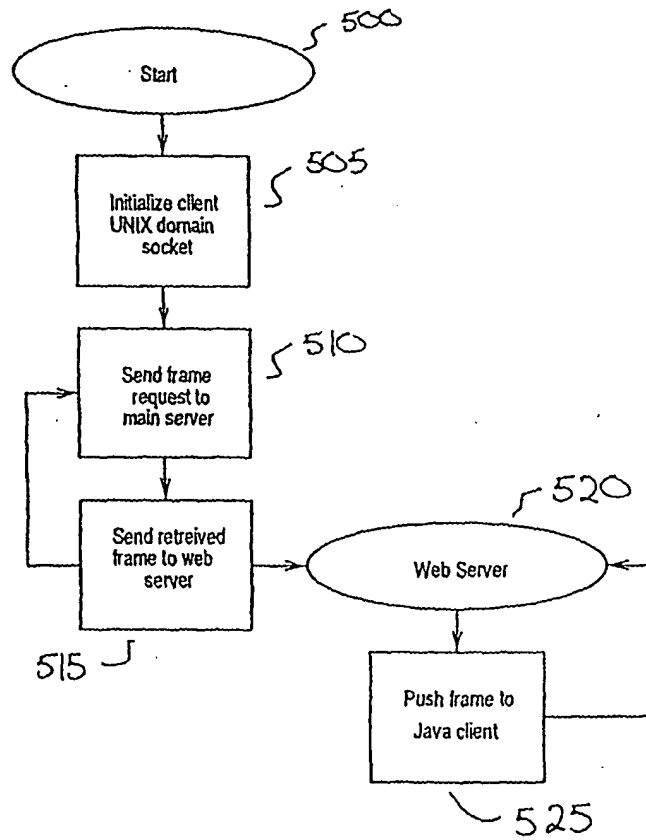 500
Start
505
Initialize client
UNIX domain
socket
510
Send frame
request to
main server
520
Send retreived
frame to web
server
Web Server
515
Push frame to
Java client
525